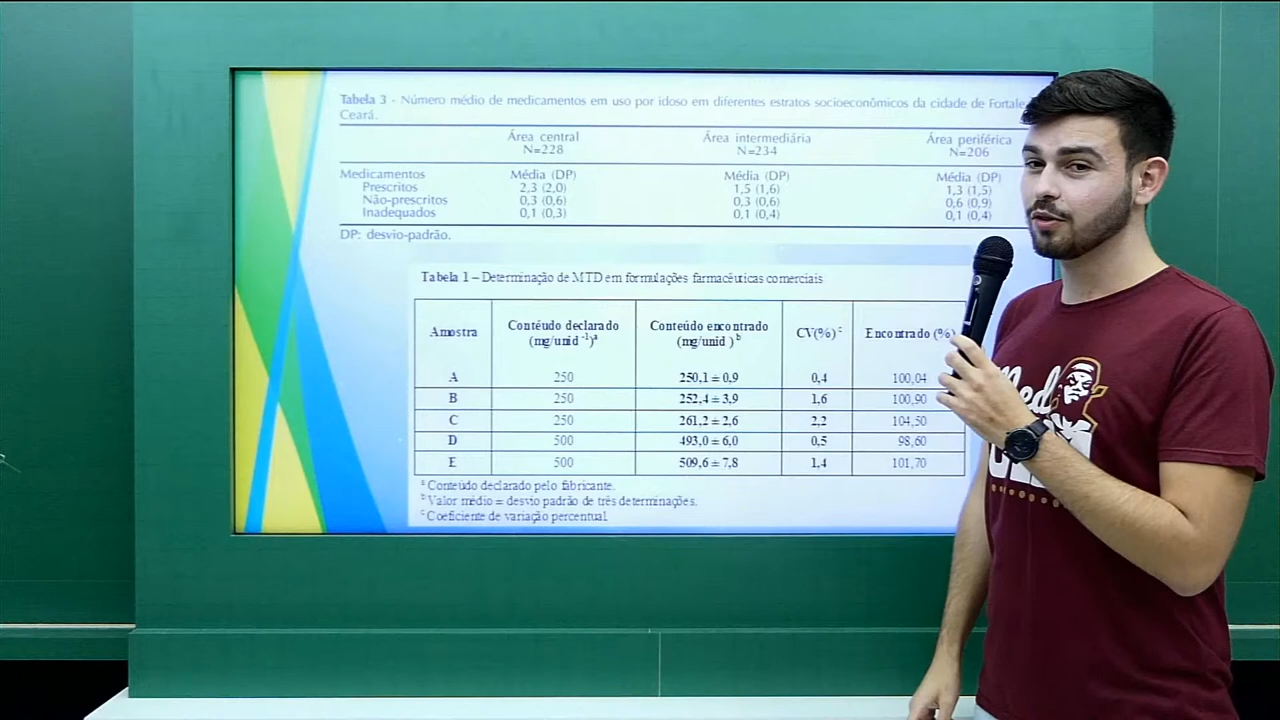 Tabela 3 - Número médio de medicamentos em uso por idoso em diferentes estratos socioeconômicos da cidade de
Ceará.
Área central Área intermediária Área periférica
N=228 N=234 N=206
Medicamentos Média (DP) Média (DP) Média (DP)
Prescritos 2,3 (2,0) 1,5 (1,6) 1,3 (1,5)
Não-prescritos 0,3 (0,6) 0,3 (0,6) 0,6 (0,9)
Inadequados 0,1 (0,3) 0,1 (0,4) 0,1 (0,4)
DP: desvio-padrão.
Tabela 1 – Determinação de MTD em formulações farmacêuticas comerciais
Amostra Contéudo declarado Conteúdo encontrado CV(%) c Encontrado (%)
(mg/unid -1)a (mg/unid ) b
A 250 250,1 ± 0,9 0,4 100,04
B 250 252,4 ± 3,9 1,6 100,90
C 250 261,2 ± 2,6 2,2 104,50
D 500 493,0 ± 6,0 0,5 98,60
E 500 509,6 ± 7,8 1,4 101,70
a Conteúdo declarado pelo fabricante.
b Valor médio ± desvio padrão de três determinações.
c Coeficiente de variação percentual.
Med